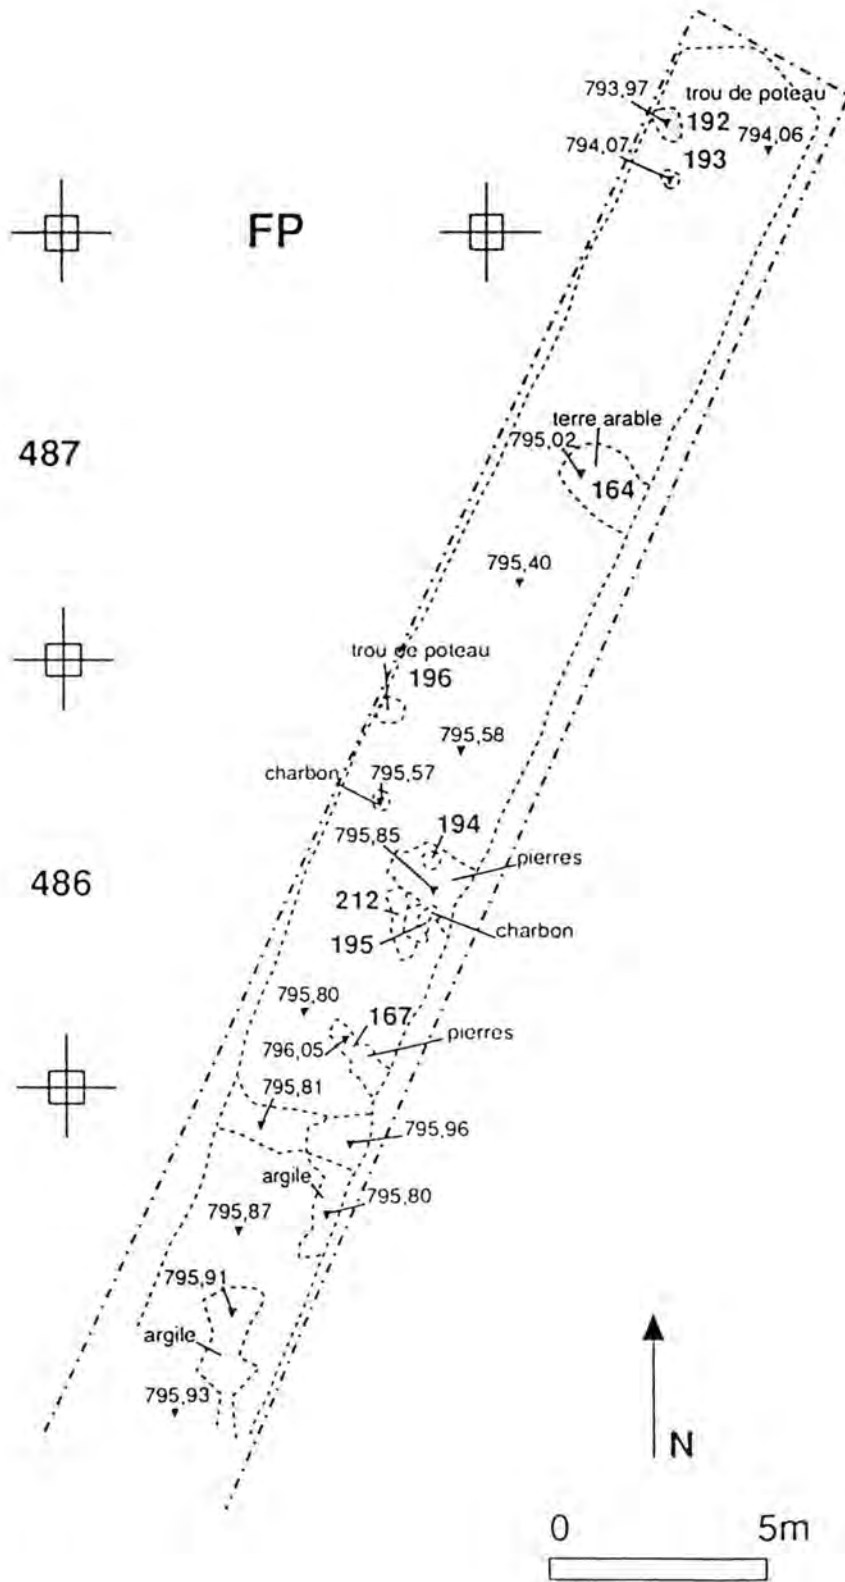 793,97
trou de poteau
192
794,06
794,07
193
FP
terre arable
795,02
487
164
795,40
trou de poteau
196
795,58
charbon
795,57
194
795,85
pierres
486
212
195
charbon
795,80
167
pierres
796,05
795,81
795,96
argile
795,80
795,87
795,91
argile
795,93
N
0 5m